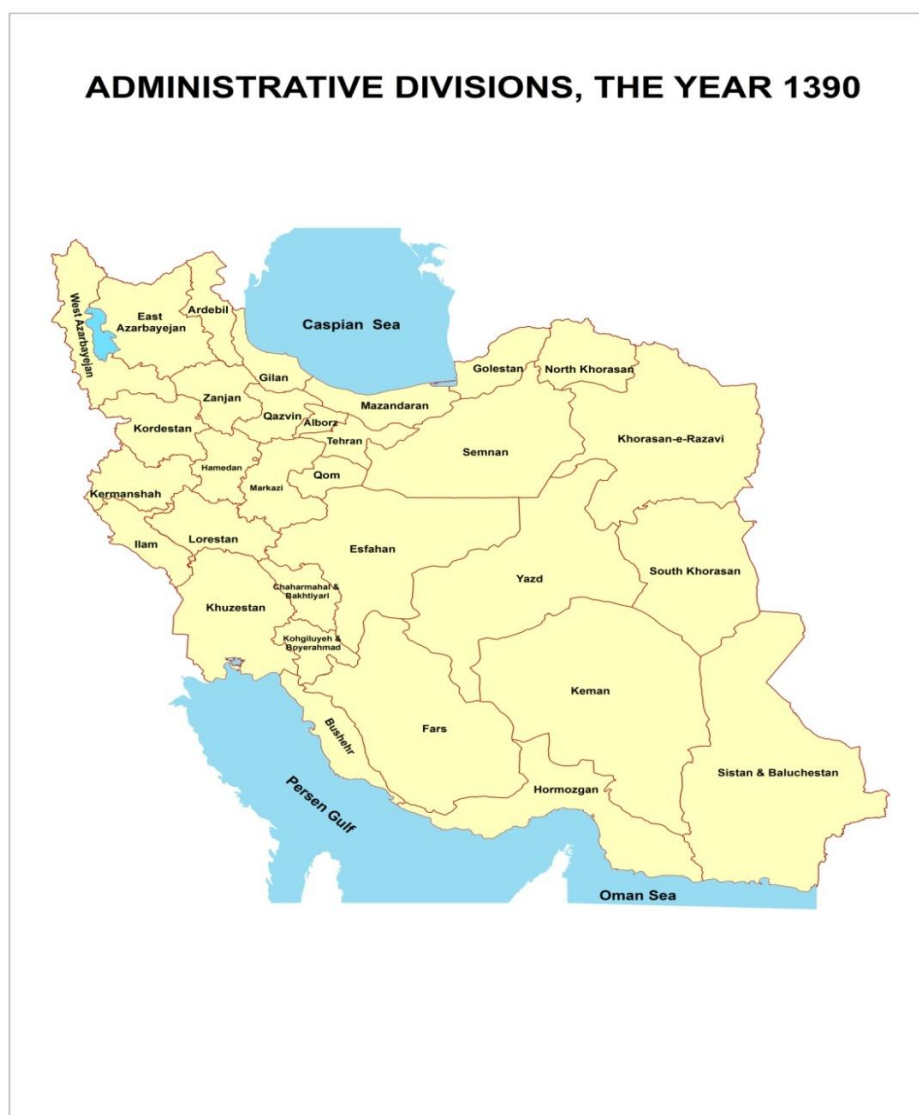 ADMINISTRATIVE DIVISIONS, THE YEAR 1390
West Azarbayejan
East
Azarbayejan
Ardebil
Caspian Sea
Gilan
Zanjan
Qazvin
Alborz
Mazandaran
Golestan
North Khorasan
Kordestan
Tehran
Khorasan-e-Razavi
Hamedan
Semnan
Kermanshah
Markazi
Qom
Ilam
Lorestan
Esfahan
South Khorasan
Yazd
Khuzestan
Chaharmahal &
Bakhtiyari
Kohgiluyeh &
Boyerahmad
Keman
Bushehr
Fars
Sistan & Baluchestan
Hormozgan
Persen Gulf
Oman Sea